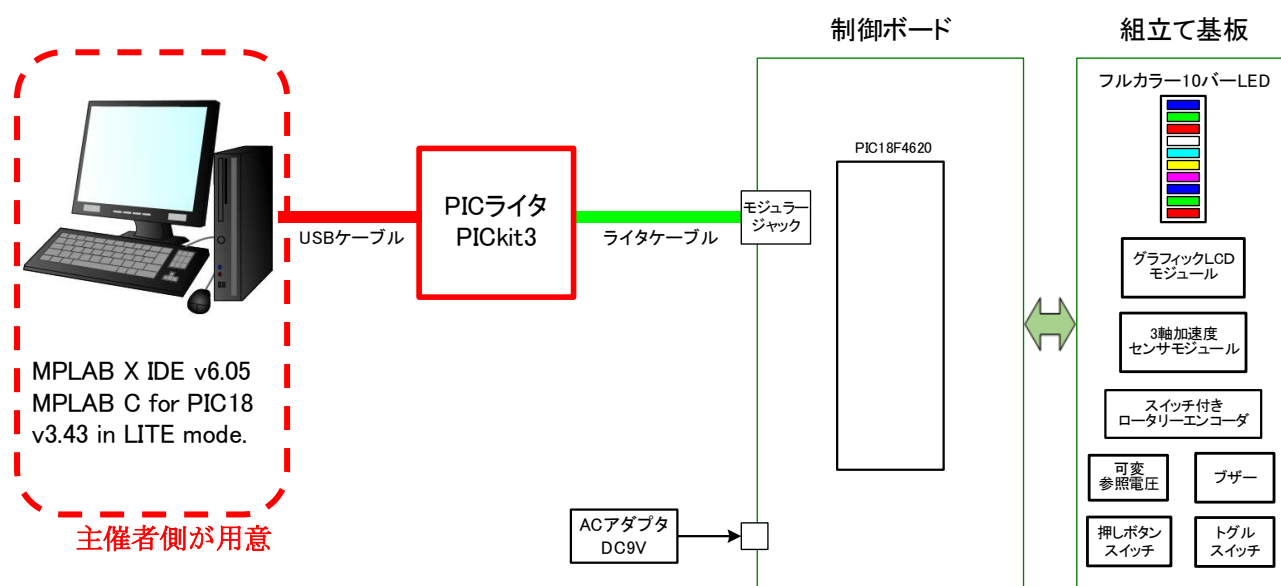 制御ボード
組立て基板
フルカラー10バーLED
PIC18F4620
PICライタ
PICkit3
モジュラー
ジャック
USBケーブル
ライタケーブル
グラフィックLCD
モジュール
3軸加速度
センサモジュール
MPLAB X IDE v6.05
MPLAB C for PIC18
v3.43 in LITE mode.
スイッチ付き
ロータリーエンコーダ
可変
参照電圧
ブザー
主催者側が用意
ACアダプタ
DC9V
押しボタン
スイッチ
トグル
スイッチ